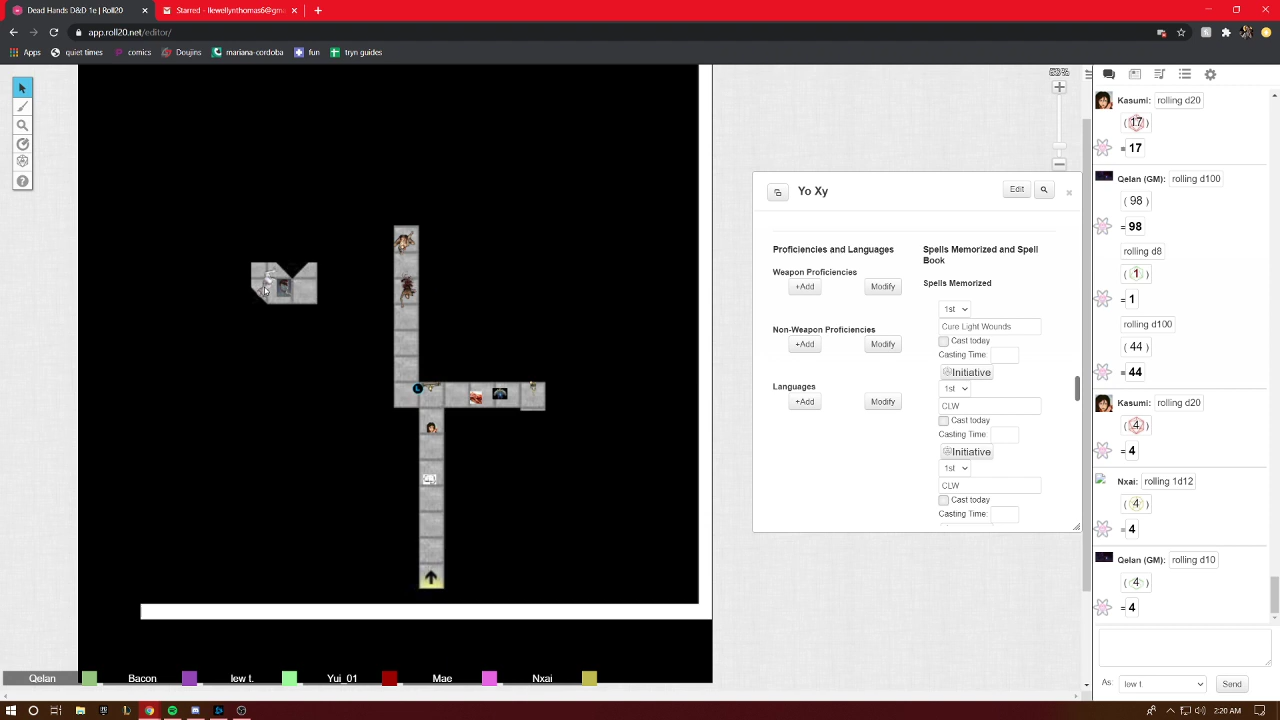 Dead Hands D&D 1e | Roll20
Starred - llewellynthomas6@gm
app.roll20.net/editor/
Apps
quiet times
comics
Doujins
mariana-cordoba
fun
tryn guides
Yo Xy
Edit
Proficiencies and Languages
Weapon Proficiencies
+Add
Modify
Non-Weapon Proficiencies
+Add
Modify
Languages
+Add
Modify
Spells Memorized and Spell
Book
Spells Memorized
1st
Cure Light Wounds
Cast today
Casting Time:
Initiative
1st
CLW
Cast today
Casting Time:
Initiative
1st
CLW
Cast today
Casting Time:
Kasumi: rolling d20
(17)
=17
Qelan (GM): rolling d100
(98)
=98
rolling d8
(1)
=1
rolling d100
(44)
=44
Kasumi: rolling d20
(4)
=4
Nxai: rolling 1d12
(4)
=4
Qelan (GM): rolling d10
(4)
=4
As: lew t. Send
Qelan
Bacon
lew t.
Yui_01
Mae
Nxai
2:20 AM